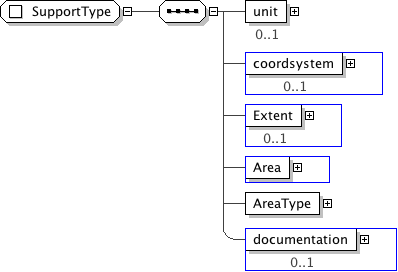 SupportType
unit
0..1
coordsystem
0..1
Extent
0..1
Area
AreaType
documentation
0..1